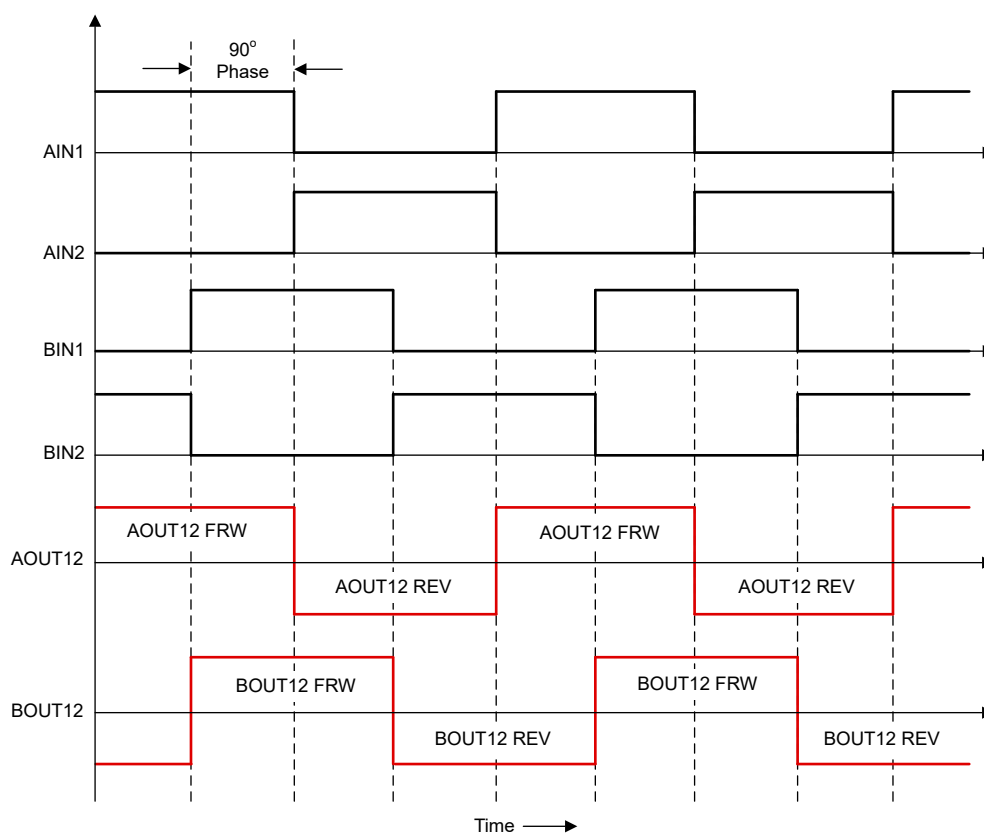 90°
Phase
AIN1
AIN2
BIN1
BIN2
AOUT12 FRW
AOUT12 FRW
AOUT12
AOUT12 REV
AOUT12 REV
BOUT12 FRW
BOUT12 FRW
BOUT12
BOUT12 REV
BOUT12 REV
Time